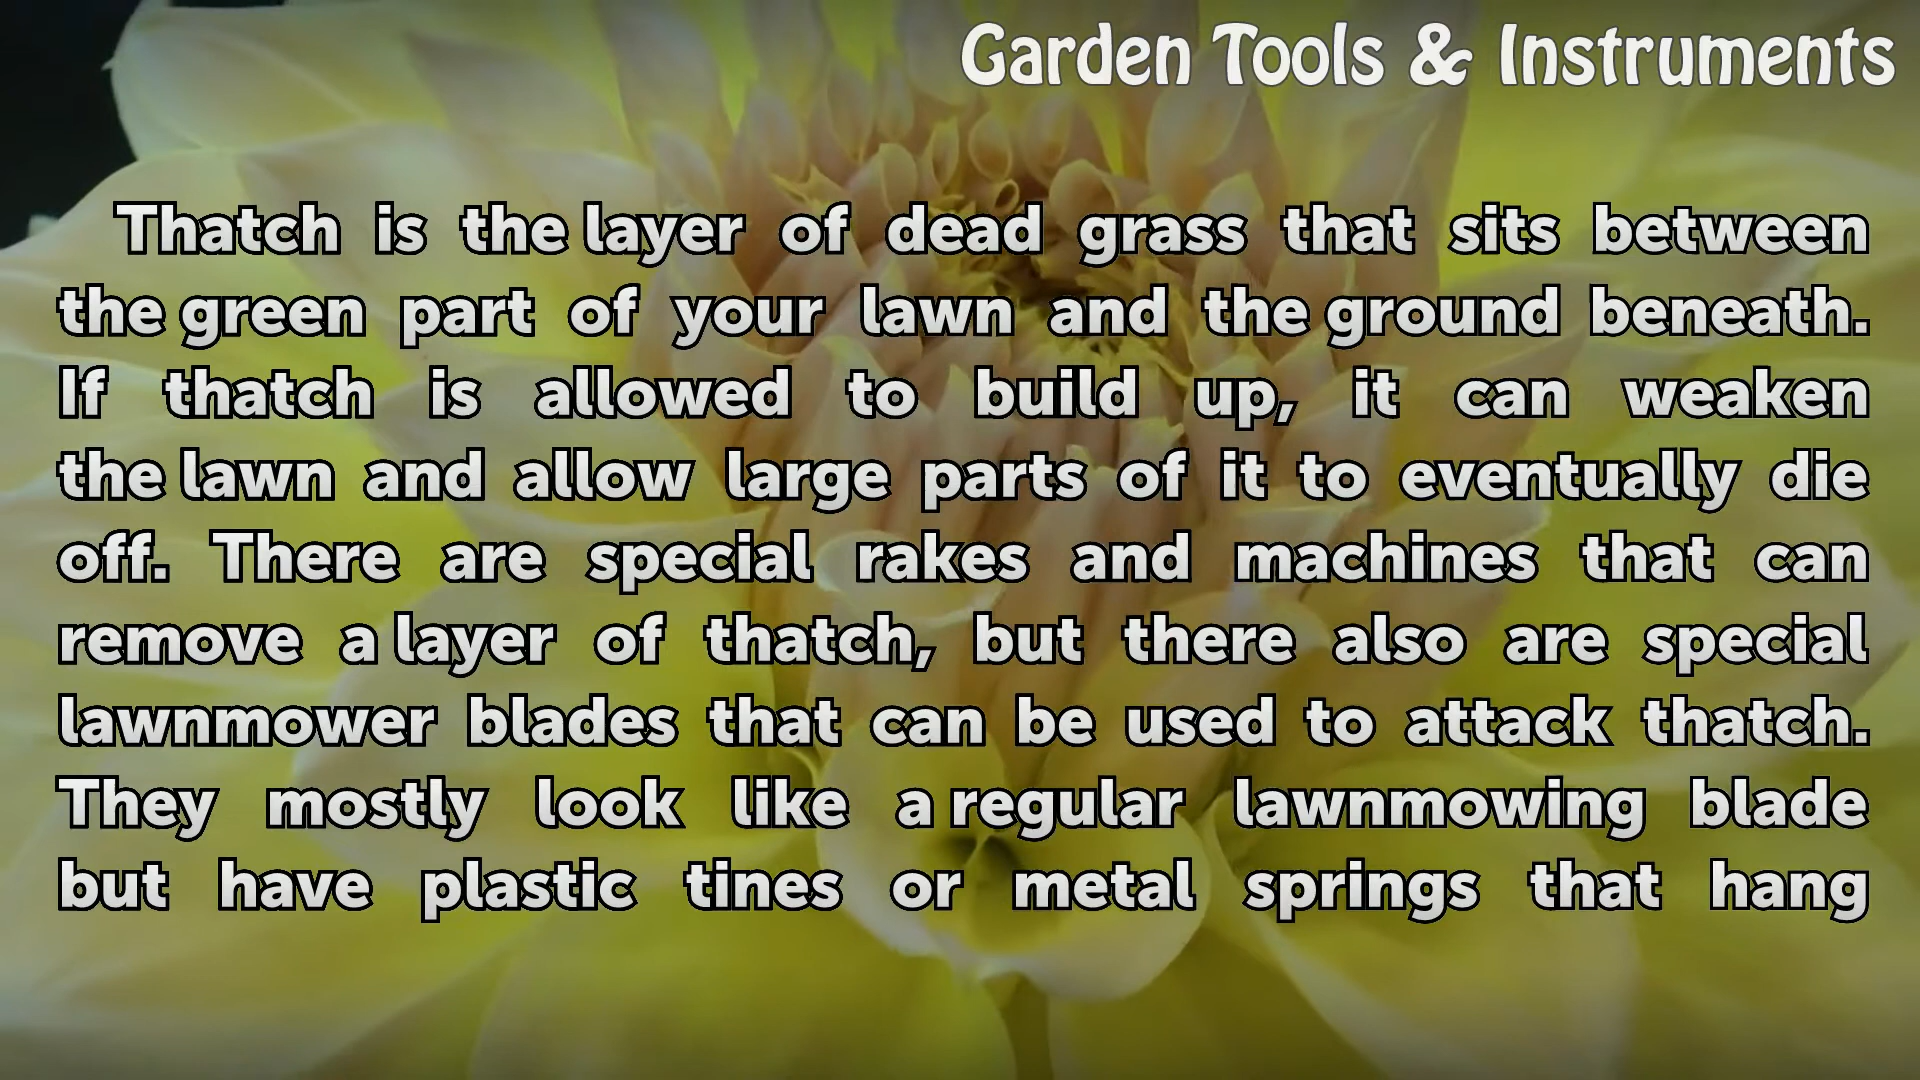 Garden Tools & Instruments
Thatch is the layer of dead grass that sits between
the green part of your lawn and the ground beneath.
If thatch is allowed to build up, it can weaken
the lawn and allow large parts of it to eventually die
off. There are special rakes and machines that can
remove a layer of thatch, but there also are special
lawnmower blades that can be used to attack thatch.
They mostly look like a regular lawnmowing blade
but have plastic tines or metal springs that hang